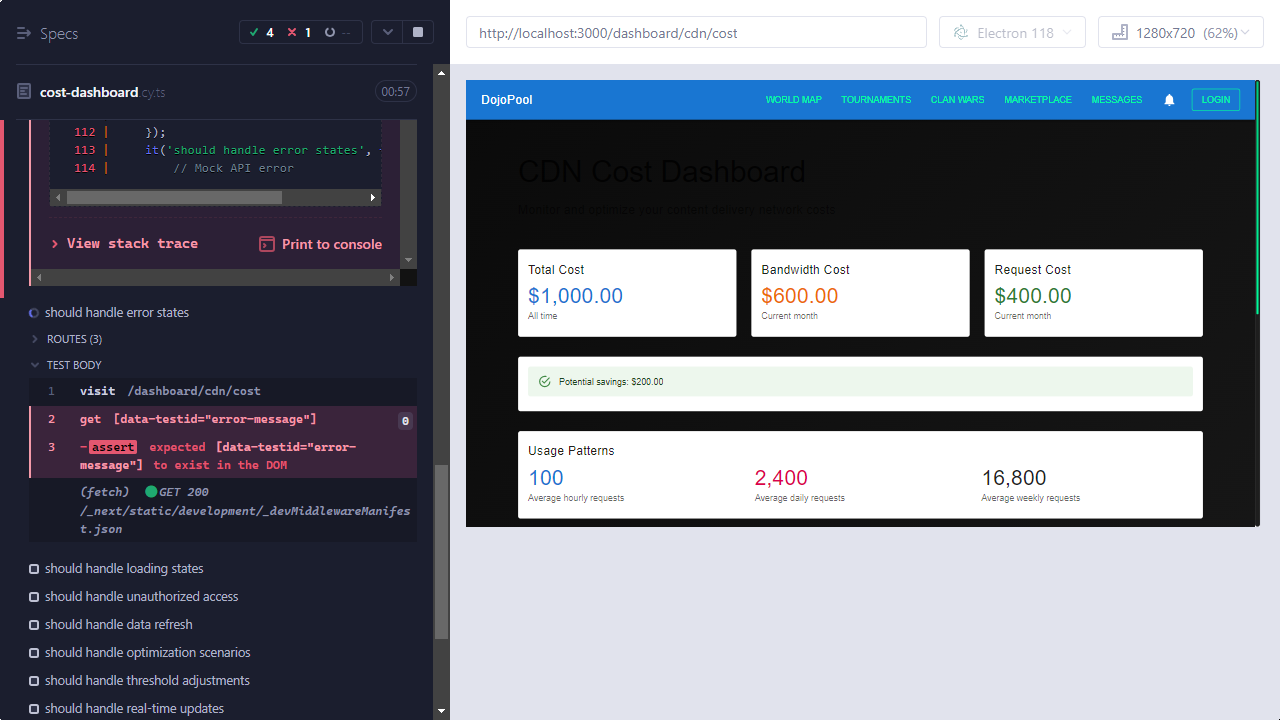 Specs
4 1 --
cost-dashboard.cy.ts
00:57
112 | });
113 | it('should handle error states',
114 | // Mock API error
View stack trace
Print to console
should handle error states
ROUTES (3)
TEST BODY
1 visit /dashboard/cdn/cost
2 get [data-testid="error-message"] 0
3 -assert expected [data-testid="error-
message"] to exist in the DOM
(fetch) GET 200
/_next/static/development/_devMiddlewareManifes
t.json
should handle loading states
should handle unauthorized access
should handle data refresh
should handle optimization scenarios
should handle threshold adjustments
should handle real-time updates
http://localhost:3000/dashboard/cdn/cost
Electron 118
1280x720 (62%)
DojoPool
WORLD MAP
TOURNAMENTS
CLAN WARS
MARKETPLACE
MESSAGES
LOGIN
CDN Cost Dashboard
Monitor and optimize your content delivery network costs
Total Cost
$1,000.00
All time
Bandwidth Cost
$600.00
Current month
Request Cost
$400.00
Current month
Potential savings: $200.00
Usage Patterns
100
Average hourly requests
2,400
Average daily requests
16,800
Average weekly requests